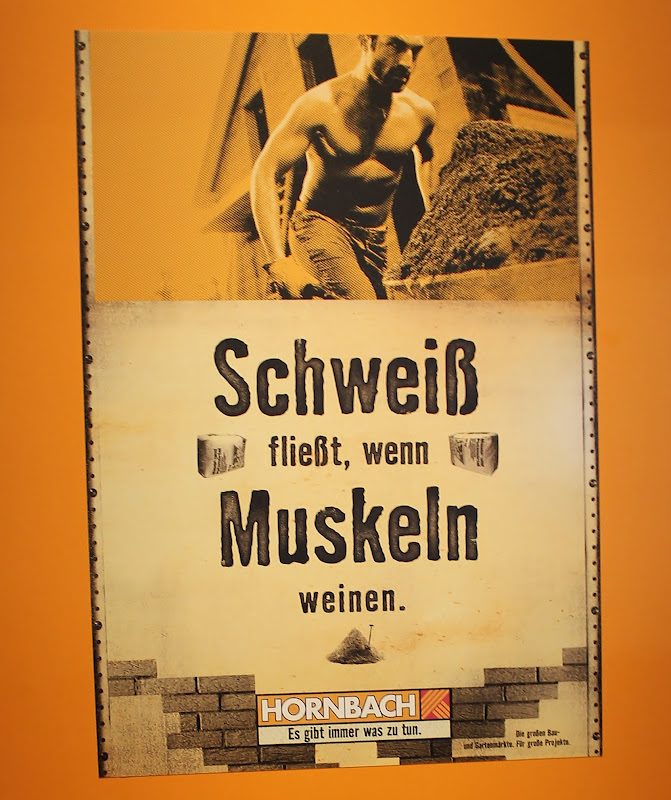 Schweiß
fließt, wenn
Muskeln
weinen.
HORNBACH
Es gibt immer was zu tun.
Die großen Bau-
und Gartenmärkte. Für große Projekte.